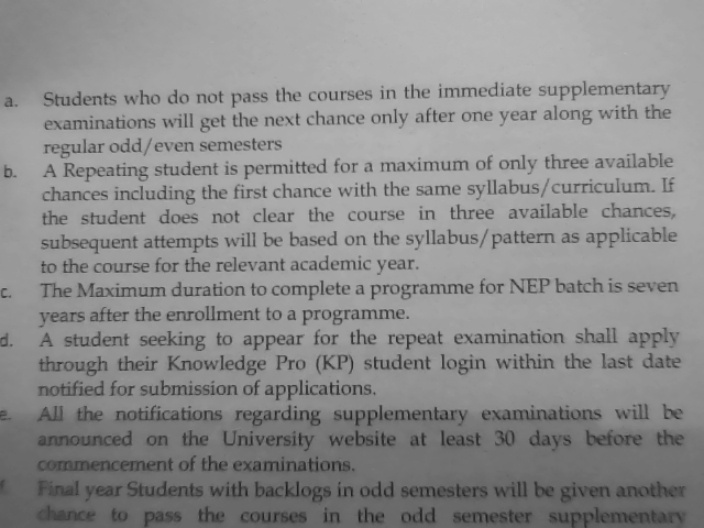 a. Students who do not pass the courses in the immediate supplementary
examinations will get the next chance only after one year along with the
regular odd/even semesters
b. A Repeating student is permitted for a maximum of only three available
chances including the first chance with the same syllabus/curriculum. If
the student does not clear the course in three available chances,
subsequent attempts will be based on the syllabus/pattern as applicable
to the course for the relevant academic year.
c. The Maximum duration to complete a programme for NEP batch is seven
years after the enrollment to a programme.
d. A student seeking to appear for the repeat examination shall apply
through their Knowledge Pro (KP) student login within the last date
notified for submission of applications.
e. All the notifications regarding supplementary examinations will be
announced on the University website at least 30 days before the
commencement of the examinations.
f. Final year Students with backlogs in odd semesters will be given another
chance to pass the courses in the odd semester supplementary